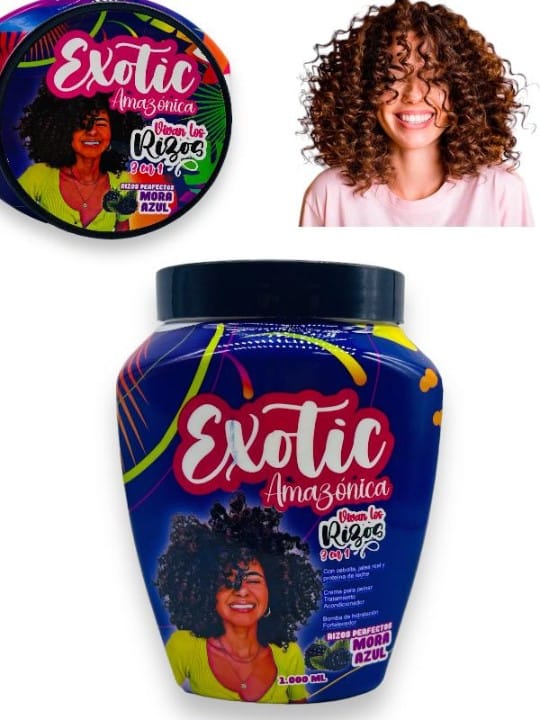 Exotic
Amazónica
Vivan los
Rizos
3 en 1
RIZOS PERFECTOS
MORA
AZUL
Exotic
Amazónica
Vivan los
Rizos
3 en 1
Con cebolla, jalea real y
proteína de leche
Crema para peinar
Tratamiento
Acondicionador
Bomba de hidratación
Fortalecedor
RIZOS PERFECTOS
MORA
AZUL
1.000 ML